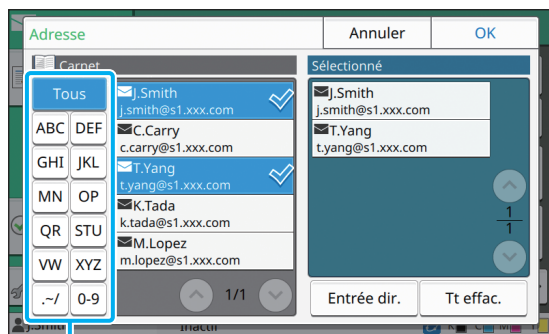 Adresse
Annuler
OK
Carnet
Sélectionné
Tous
ABC DEF
GHI JKL
MN OP
QR STU
VW XYZ
.~/ 0-9
J.Smith
j.smith@s1.xxx.com
C.Carry
c.carry@s1.xxx.com
T.Yang
t.yang@s1.xxx.com
K.Tada
k.tada@s1.xxx.com
M.Lopez
m.lopez@s1.xxx.com
1/1
J.Smith
j.smith@s1.xxx.com
T.Yang
t.yang@s1.xxx.com
1
1
Entrée dir.
Tt effac.
J.Smith
Inactif
K C M